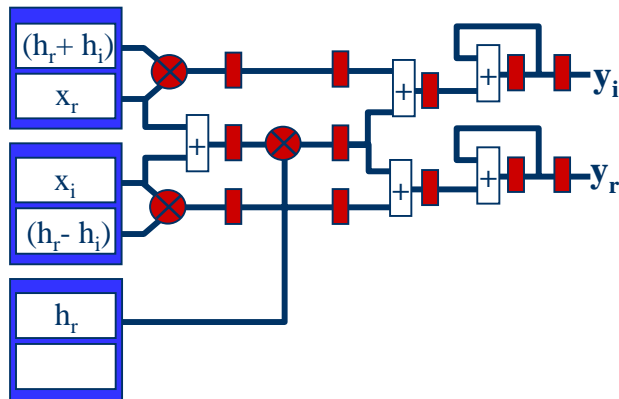 (hᵣ+ hᵢ)
xᵣ
+
+
yᵢ
+
xᵢ
(hᵣ- hᵢ)
+
+
yᵣ
hᵣ